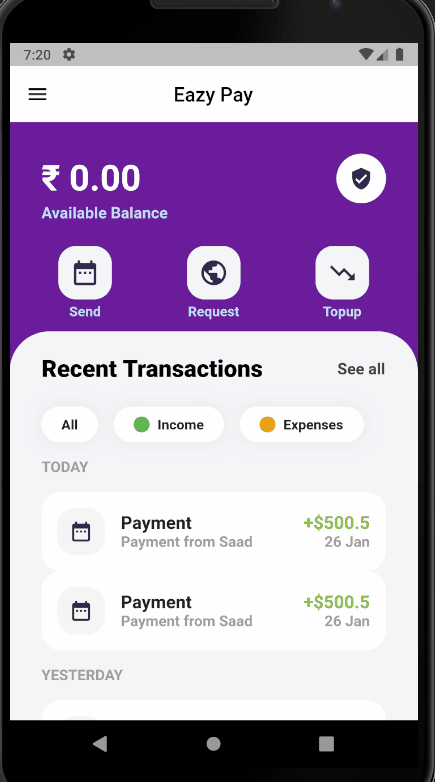 7:20
Eazy Pay
₹ 0.00
Available Balance
Send Request Topup
Recent Transactions See all
All Income Expenses
TODAY
Payment +$500.5
Payment from Saad 26 Jan
Payment +$500.5
Payment from Saad 26 Jan
YESTERDAY